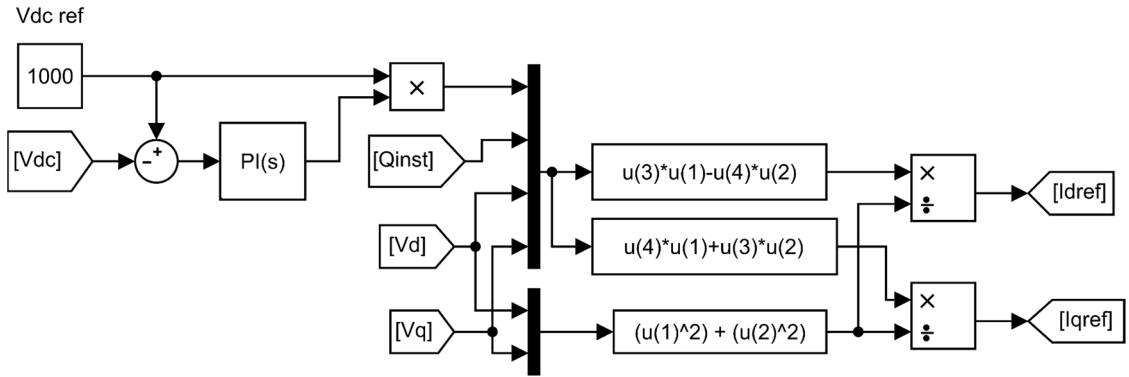 Vdc ref
1000
×
[Vdc]
- +
PI(s)
[Qinst]
u(3)*u(1)-u(4)*u(2)
×
÷
[Idref]
[Vd]
u(4)*u(1)+u(3)*u(2)
[Vq]
(u(1)^2) + (u(2)^2)
×
÷
[Iqref]